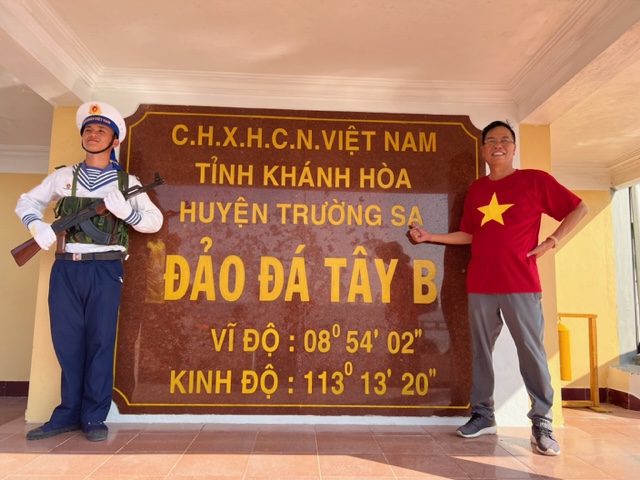 C.H.X.H.C.N.VIỆT NAM
TỈNH KHÁNH HÒA
HUYỆN TRƯỜNG SA
ĐẢO ĐÁ TÂY B
VĨ ĐỘ : 08⁰ 54' 02"
KINH ĐỘ : 113⁰ 13' 20"